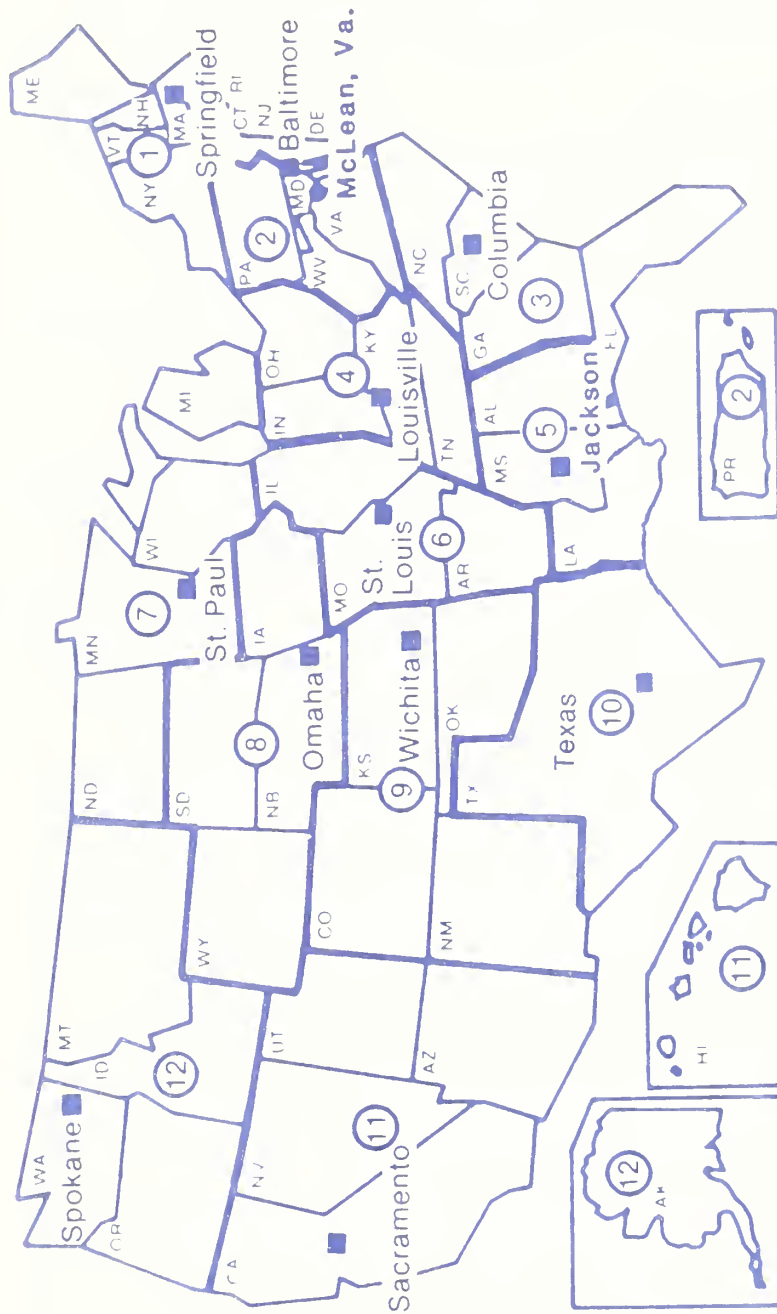 ME
VT
NH
1
MA
NY
Springfield
CT RI
NJ
Baltimore
DE
McLean, Va.
PA
2
MD
WV
VA
NC
SC
Columbia
GA
3
FL
MI
OH
IN
4
KY
Louisville
TN
AL
MS
5
Jackson
WI
IL
MN
7
St. Paul
IA
MO
St.
Louis
6
AR
LA
ND
SD
8
NB
Omaha
KS
9
Wichita
OK
TX
Texas
10
MT
WY
CO
NM
WA
Spokane
ID
12
OR
UT
AZ
NV
11
CA
Sacramento
12
AK
HI
11
PR
2